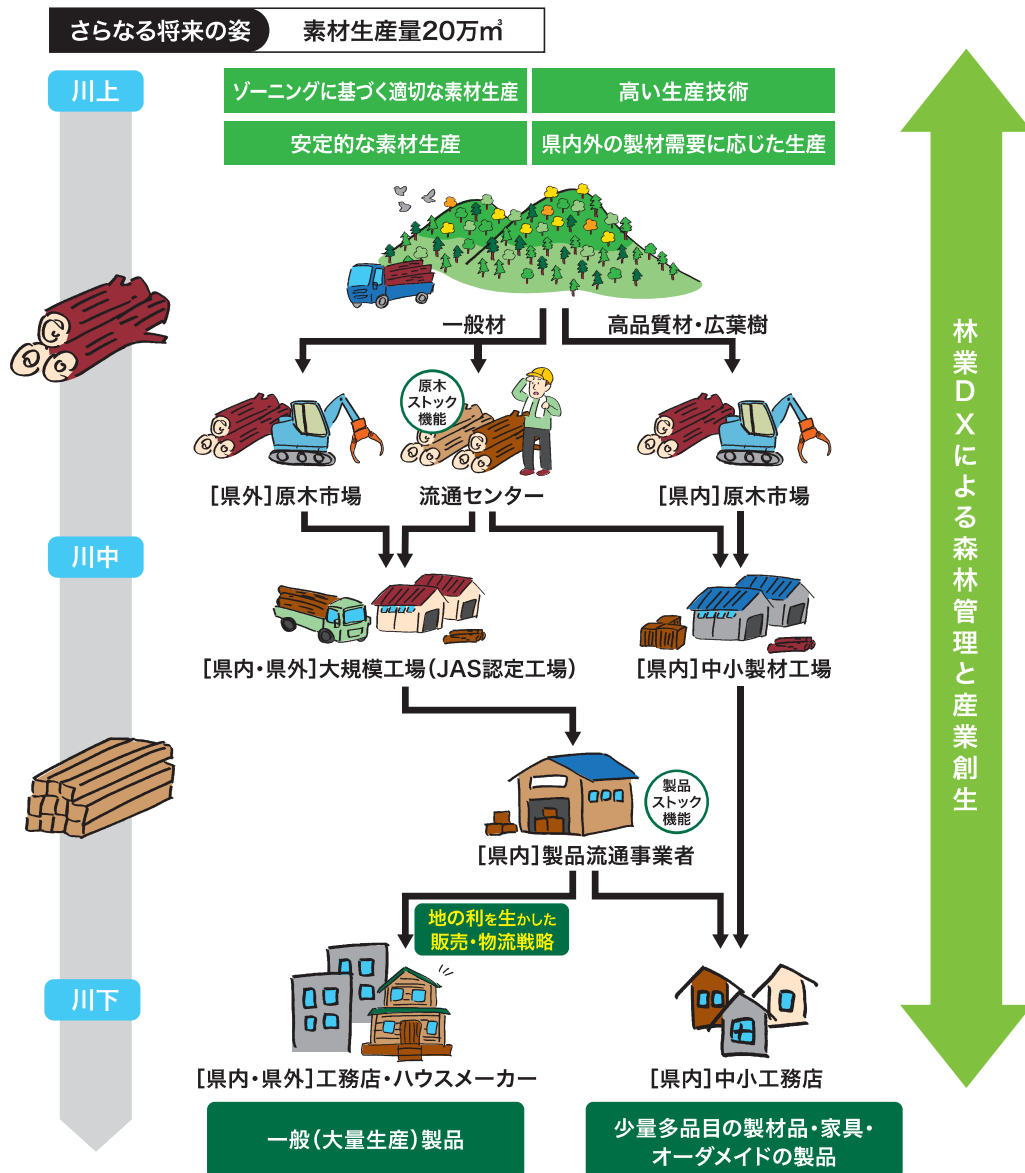 さらなる将来の姿 素材生産量20万㎥
川上
ゾーニングに基づく適切な素材生産
高い生産技術
安定的な素材生産
県内外の製材需要に応じた生産
一般材
高品質材・広葉樹
原木
ストック
機能
[県外]原木市場
流通センター
[県内]原木市場
川中
[県内・県外]大規模工場(JAS認定工場)
[県内]中小製材工場
製品
ストック
機能
[県内]製品流通事業者
地の利を生かした
販売・物流戦略
川下
[県内・県外]工務店・ハウスメーカー
[県内]中小工務店
一般(大量生産)製品
少量多品目の製材品・家具・
オーダメイドの製品
林業DXによる森林管理と産業創生